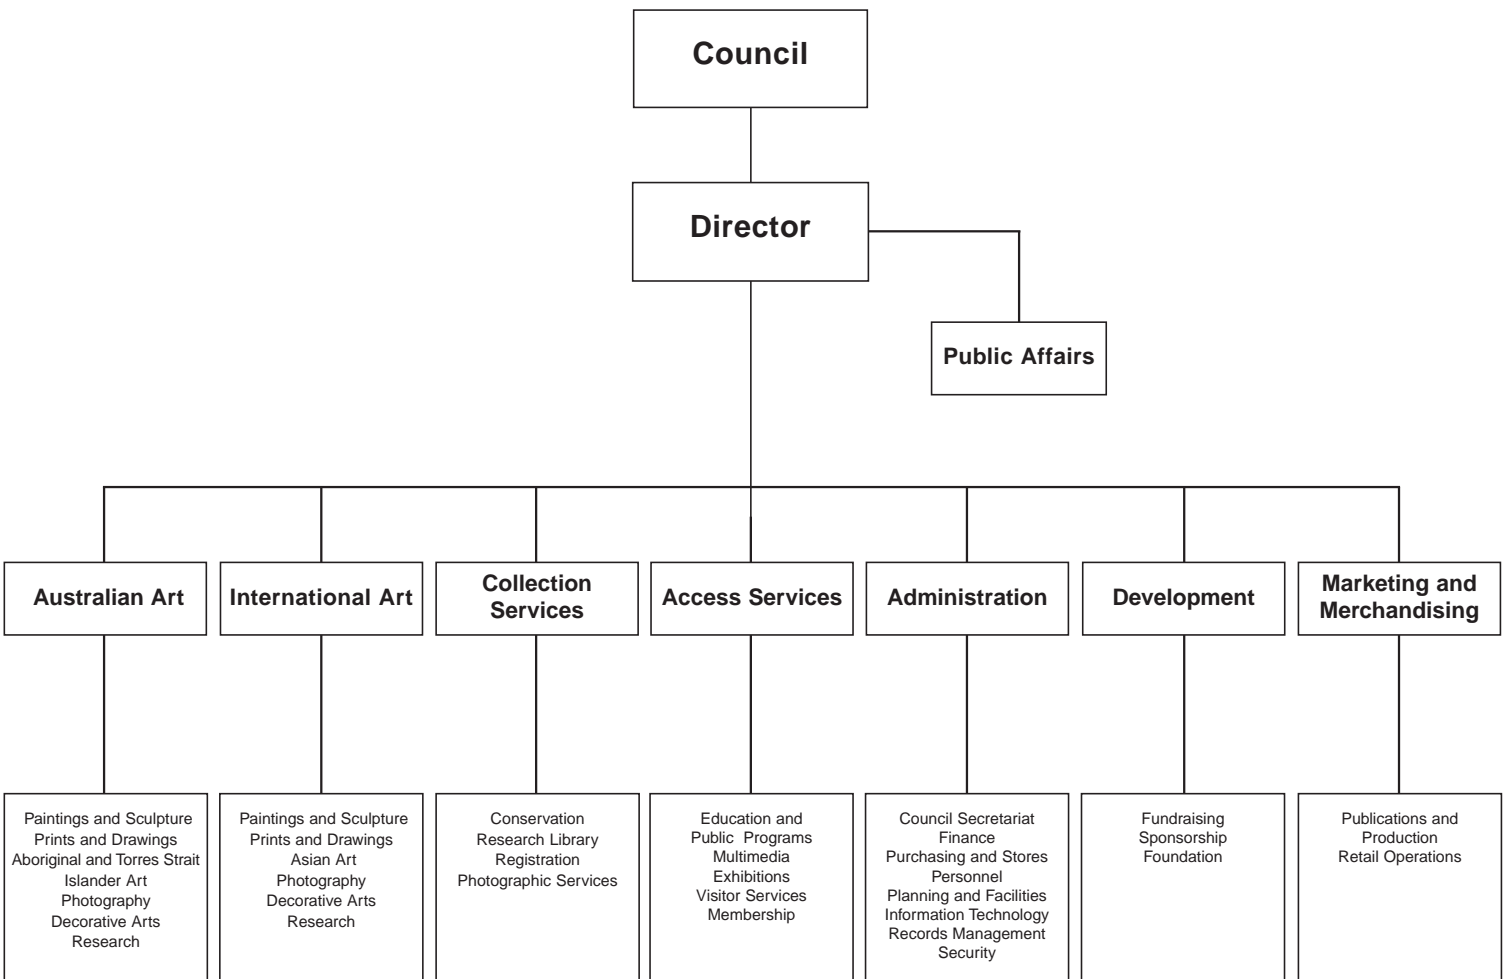 Council
Director
Public Affairs
Australian Art
International Art
Collection
Services
Access Services
Administration
Development
Marketing and
Merchandising
Paintings and Sculpture
Prints and Drawings
Aboriginal and Torres Strait
Islander Art
Photography
Decorative Arts
Research
Paintings and Sculpture
Prints and Drawings
Asian Art
Photography
Decorative Arts
Research
Conservation
Research Library
Registration
Photographic Services
Education and
Public Programs
Multimedia
Exhibitions
Visitor Services
Membership
Council Secretariat
Finance
Purchasing and Stores
Personnel
Planning and Facilities
Information Technology
Records Management
Security
Fundraising
Sponsorship
Foundation
Publications and
Production
Retail Operations